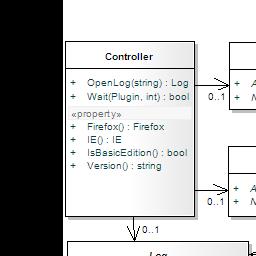 Controller
+ OpenLog(string) : Log
+ Wait(Plugin, int) : bool
«property»
+ Firefox() : Firefox
+ IE() : IE
+ IsBasicEdition() : bool
+ Version() : string
0..1
+
+
0..1
+
+
0..1
Log